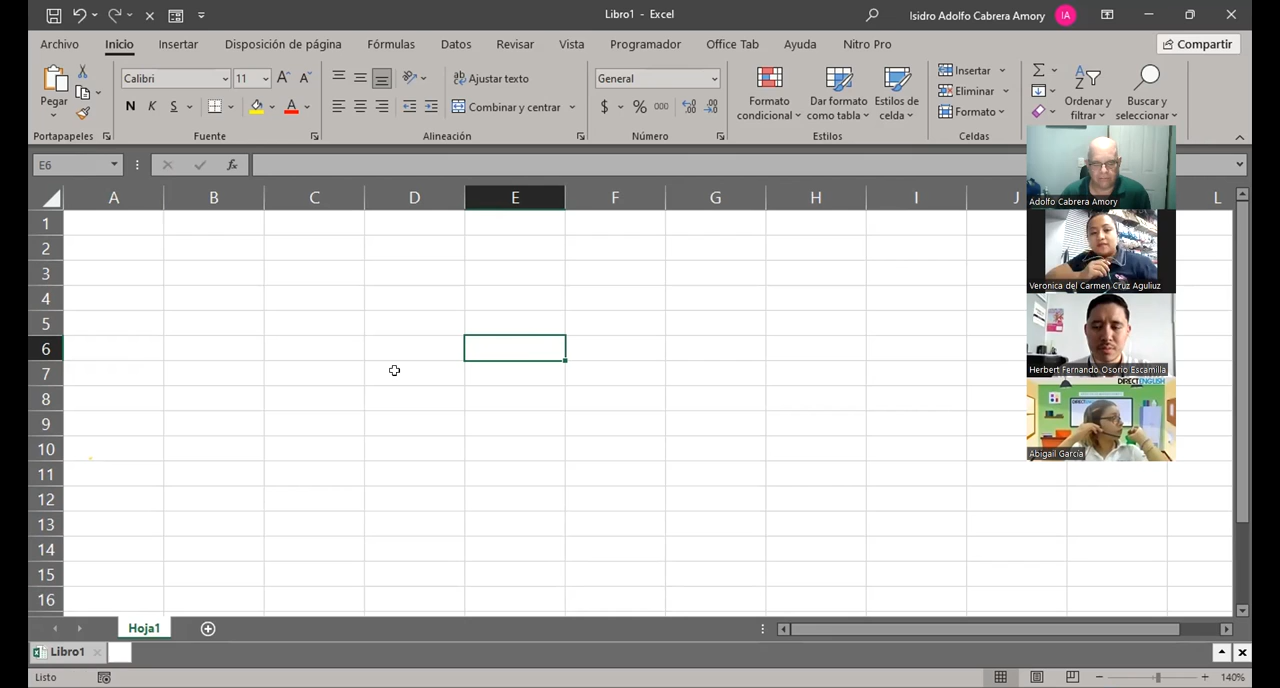 Libro1 - Excel
Isidro Adolfo Cabrera Amory
IA
Archivo
Inicio
Insertar
Disposición de página
Fórmulas
Datos
Revisar
Vista
Programador
Office Tab
Ayuda
Nitro Pro
Compartir
Pegar
Calibri
11
N K S
Ajustar texto
Combinar y centrar
General
$ % 000
Formato
condicional
Dar formato
como tabla
Estilos de
celda
Insertar
Eliminar
Formato
Ordenar y
filtrar
Buscar y
seleccionar
Portapapeles
Fuente
Alineación
Número
Estilos
Celdas
E6
fx
A B C D E F G H I J L
1
2
3
4
5
6
7
8
9
10
11
12
13
14
15
16
Adolfo Cabrera Amory
Veronica del Carmen Cruz Aguliuz
Herbert Fernando Osorio Escamilla
DIRECT ENGLISH
Abigail García
Hoja1
Libro1
Listo
140%